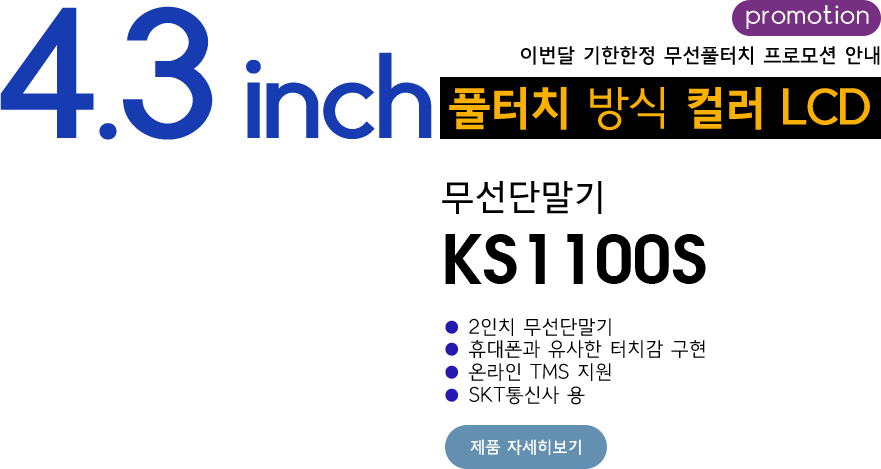 promotion
이번달 기한한정 무선풀터치 프로모션 안내
4.3 inch 풀터치 방식 컬러 LCD
무선단말기
KS1100S
2인치 무선단말기
휴대폰과 유사한 터치감 구현
온라인 TMS 지원
SKT통신사 용
제품 자세히보기